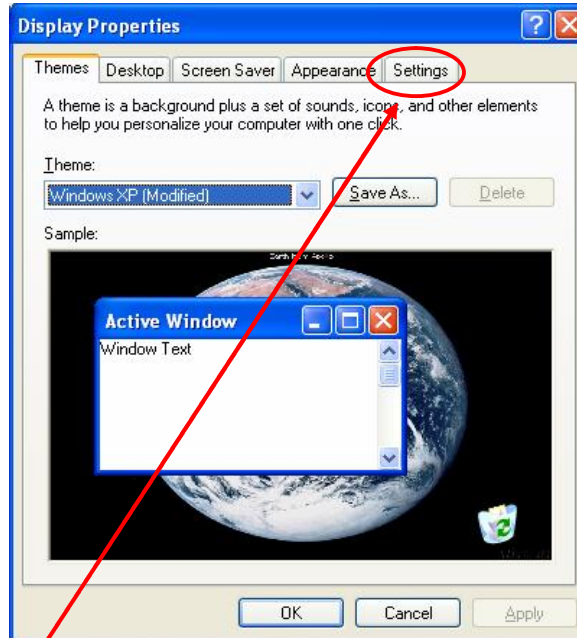 Display Properties
Themes Desktop Screen Saver Appearance Settings
A theme is a background plus a set of sounds, icons, and other elements
to help you personalize your computer with one click.
Theme:
Windows XP (Modified) Save As... Delete
Sample:
Active Window
Window Text
OK Cancel Apply